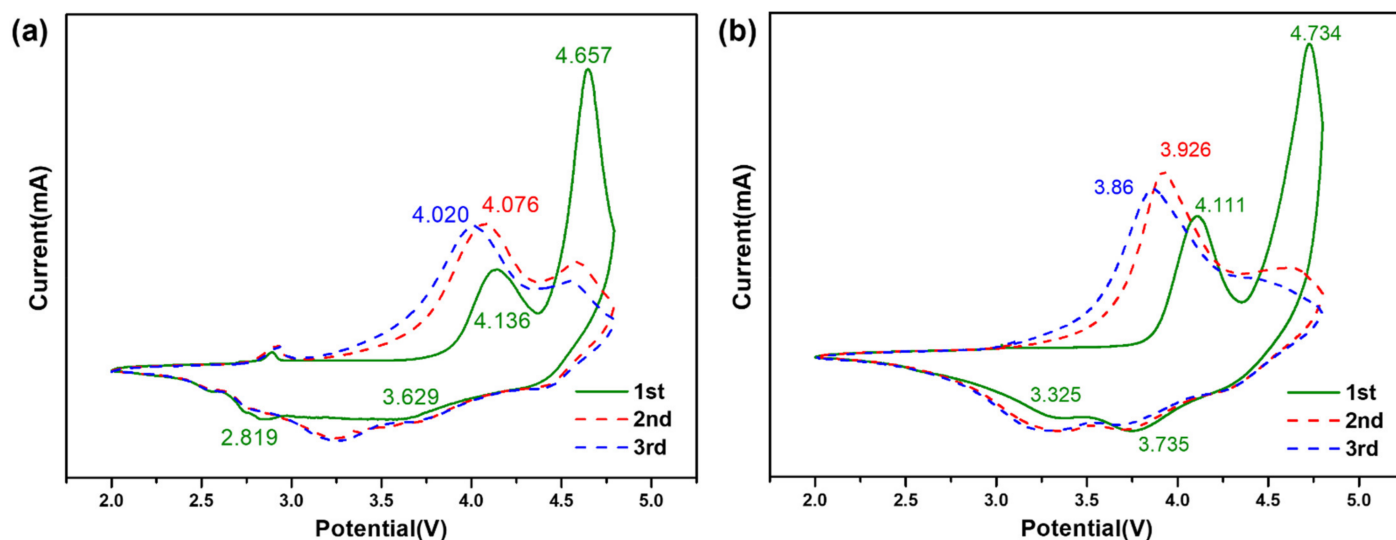 (a)
4.657
4.020
4.076
4.136
3.629
2.819
1st
2nd
3rd
Current(mA)
2.0 2.5 3.0 3.5 4.0 4.5 5.0
Potential(V)
(b)
4.734
3.926
3.86
4.111
3.325
3.735
1st
2nd
3rd
Current(mA)
2.0 2.5 3.0 3.5 4.0 4.5 5.0
Potential(V)